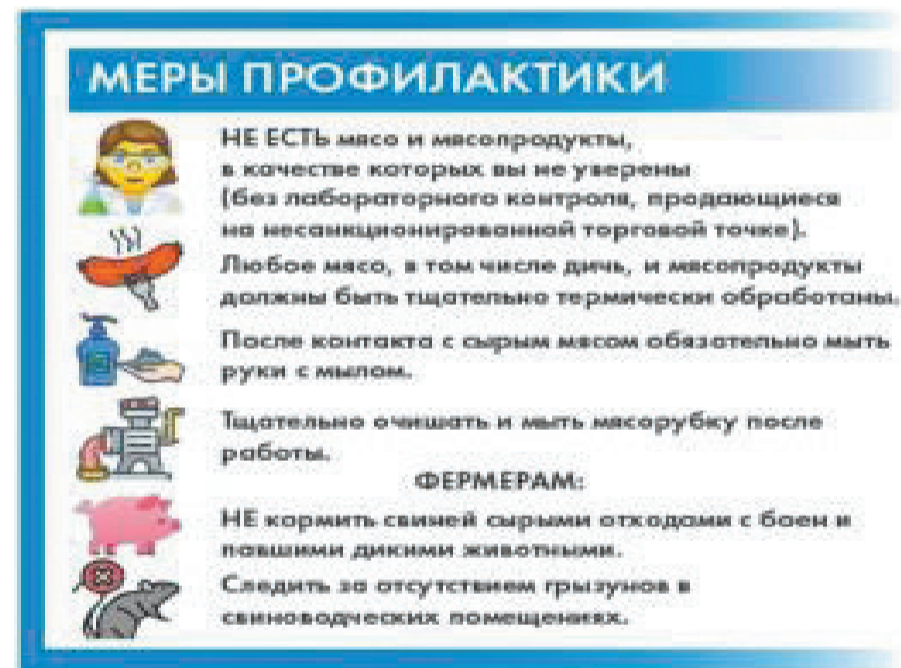 МЕРЫ ПРОФИЛАКТИКИ
НЕ ЕСТЬ мясо и мясопродукты,
в качестве которых вы не уверены
(без лабораторного контроля, продающиеся
на несанкционированной торговой точке).
Любое мясо, в том числе дичь, и мясопродукты
должны быть тщательно термически обработаны.
После контакта с сырым мясом обязательно мыть
руки с мылом.
Тщательно очищать и мыть мясорубку после
работы.
ФЕРМЕРАМ:
НЕ кормить свиней сырыми отходами с боен и
павшими дикими животными.
Следить за отсутствием грызунов в
свиноводческих помещениях.